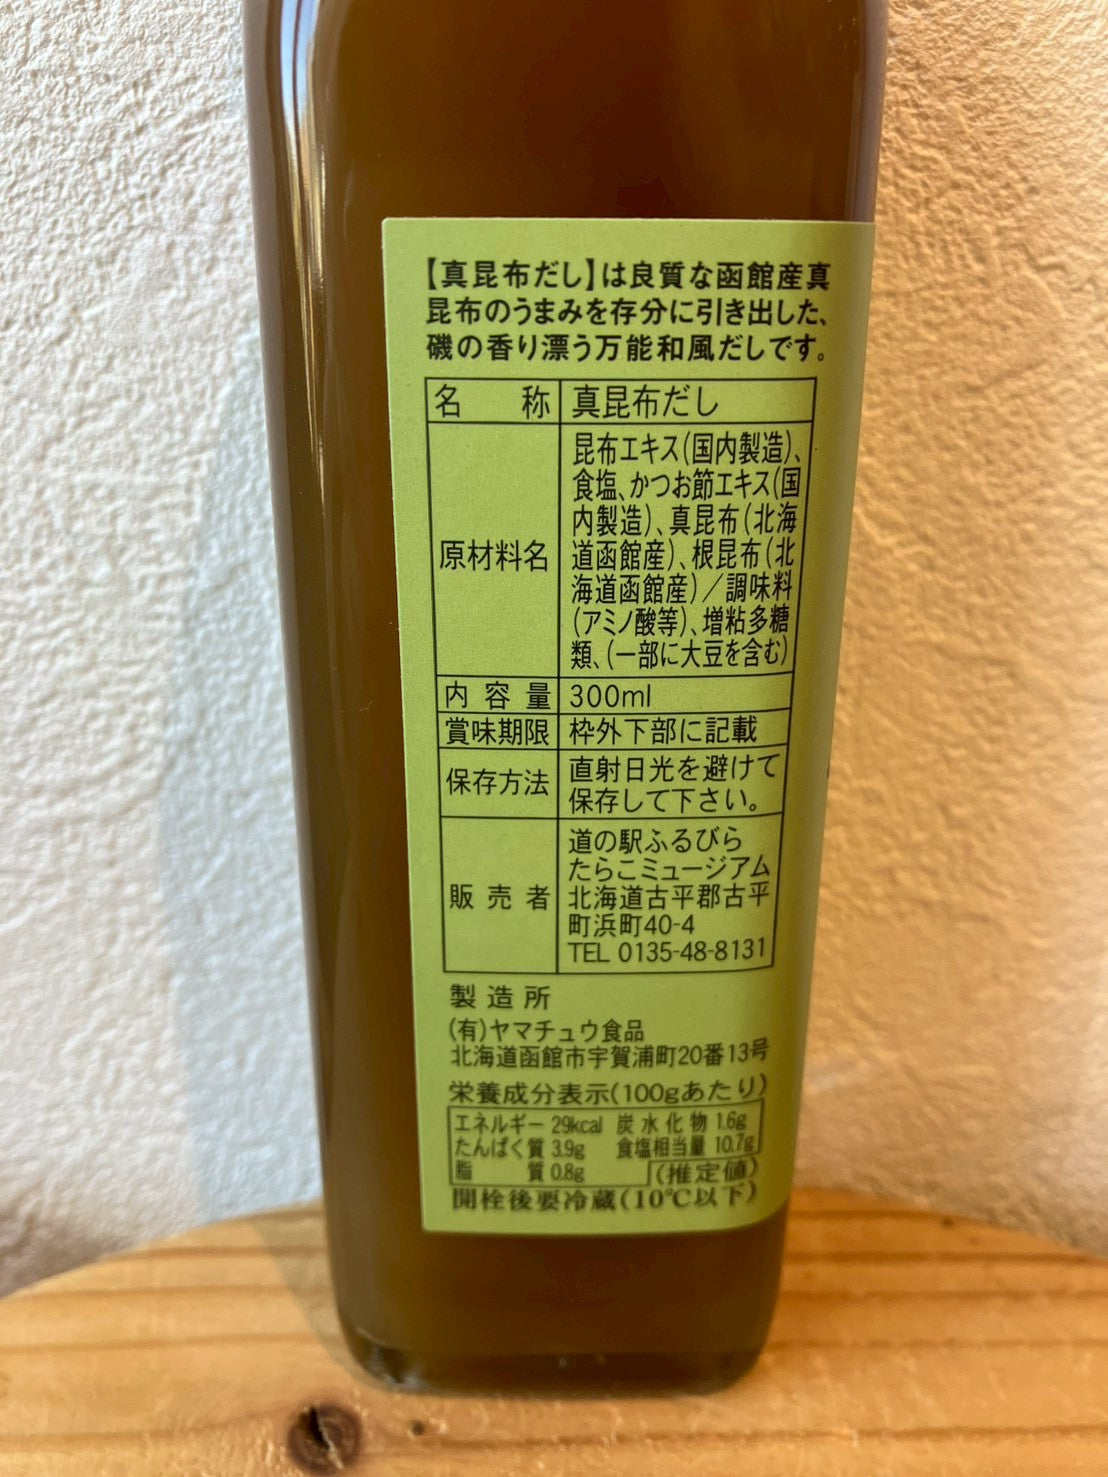 【真昆布だし】は良質な函館産真
昆布のうまみを存分に引き出した、
磯の香り漂う万能和風だしです。
名称 真昆布だし
原材料名 昆布エキス(国内製造)、
食塩、かつお節エキス(国
内製造)、真昆布(北海
道函館産)、根昆布(北
海道函館産)/調味料
(アミノ酸等)、増粘多糖
類、(一部に大豆を含む)
内容量 300ml
賞味期限 枠外下部に記載
保存方法 直射日光を避けて
保存して下さい。
販売者 道の駅ふるびら
たらこミュージアム
北海道古平郡古平
町浜町40-4
TEL 0135-48-8131
製造所
(有)ヤマチュウ食品
北海道函館市宇賀浦町20番13号
栄養成分表示(100gあたり)
エネルギー 29kcal 炭水化物 1.6g
たんぱく質 3.9g 食塩相当量 10.7g
脂質 0.8g (推定値)
開栓後要冷蔵(10℃以下)